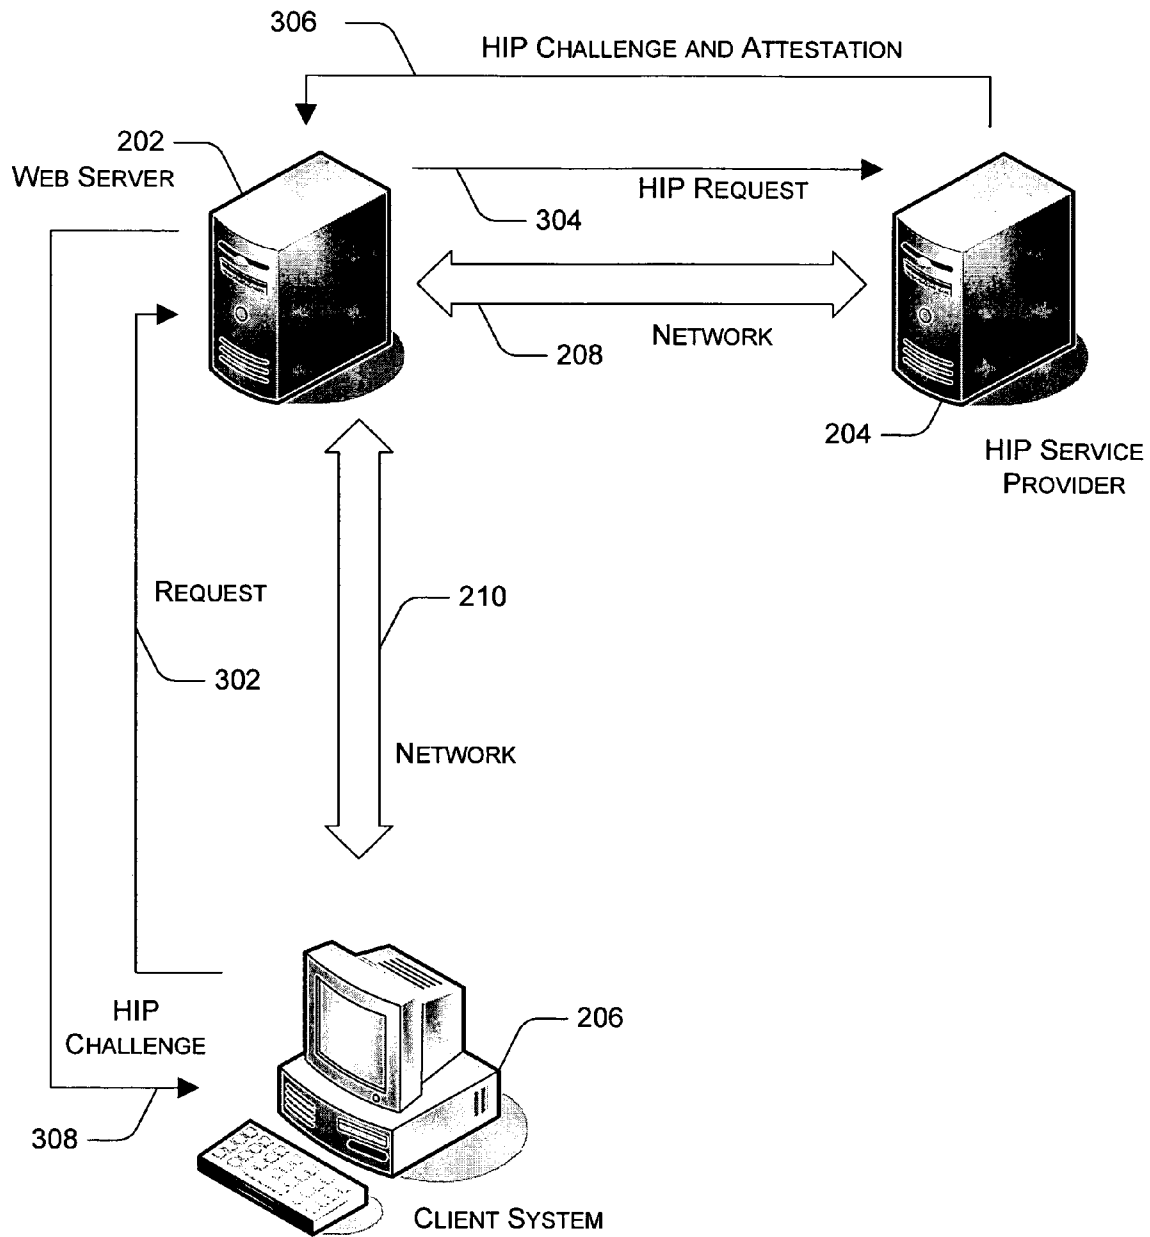 306
HIP CHALLENGE AND ATTESTATION
202
WEB SERVER
HIP REQUEST
304
NETWORK
208
204
HIP SERVICE
PROVIDER
REQUEST
210
302
NETWORK
HIP
CHALLENGE
206
308
CLIENT SYSTEM